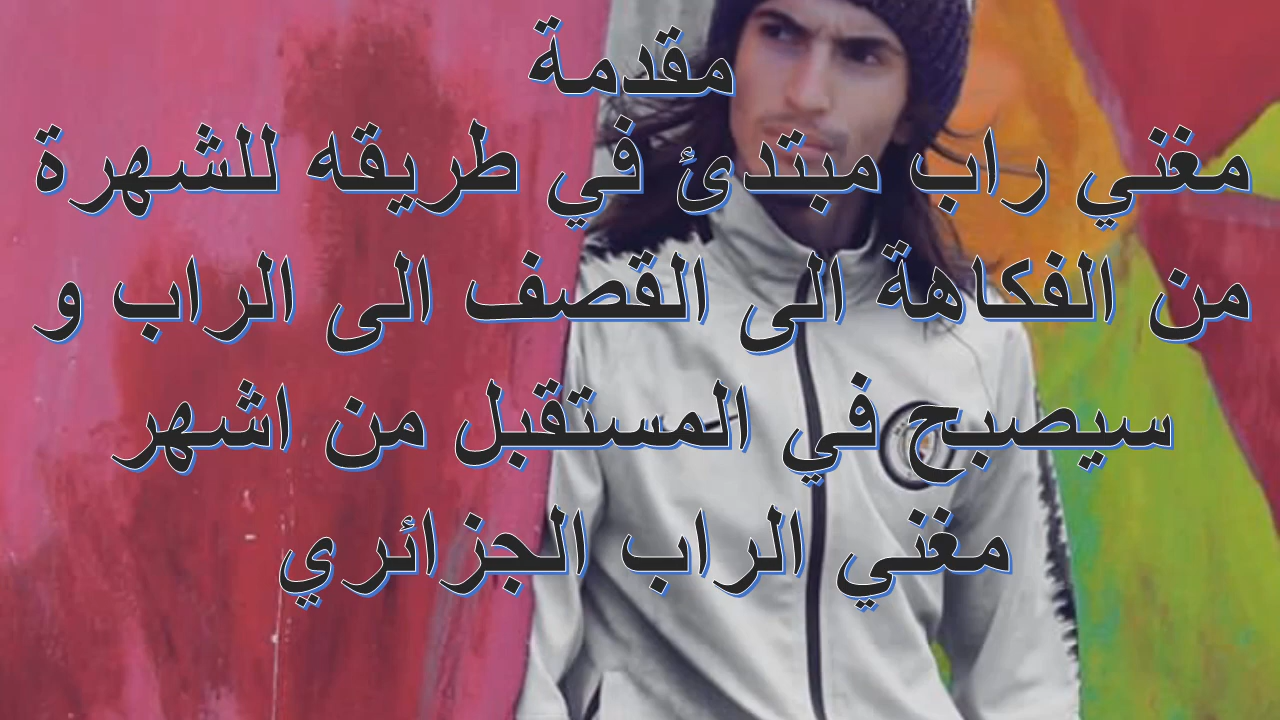 مقدمة
مغني راب مبتدئ في طريقه للشهرة
من الفكاهة الى القصف الى الراب و
سيصبح في المستقبل من اشهر
مغني الراب الجزائري